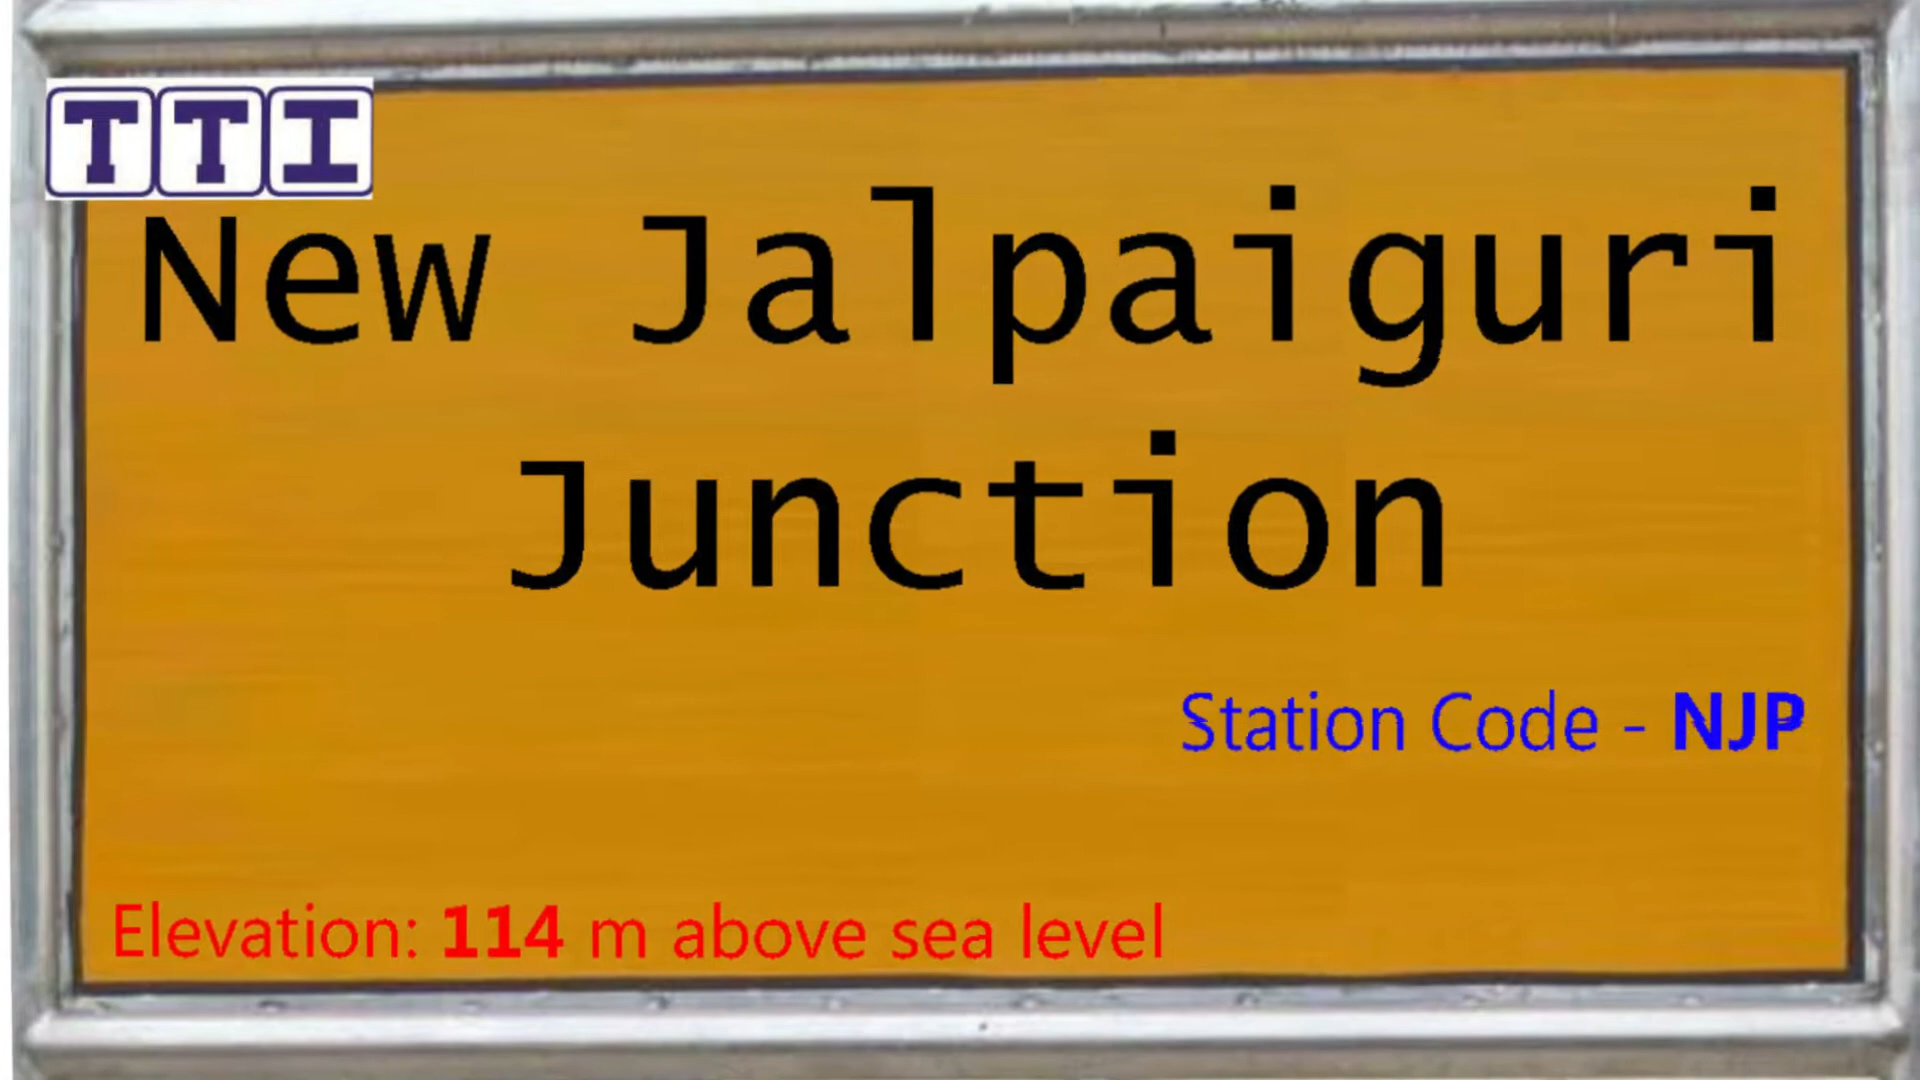 TTI
New Jalpaiguri
Junction
Station Code - NJP
Elevation: 114 m above sea level